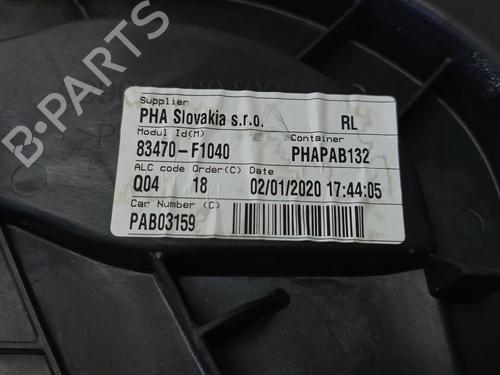 B-PARTS
Supplier
PHA Slovakia s.r.o. RL
Modul Id(M) Container
83470-F1040 PHAPAB132
ALC code Order(C) Date
Q04 18 02/01/2020 17:44:05
Car Number (C)
PAB03159